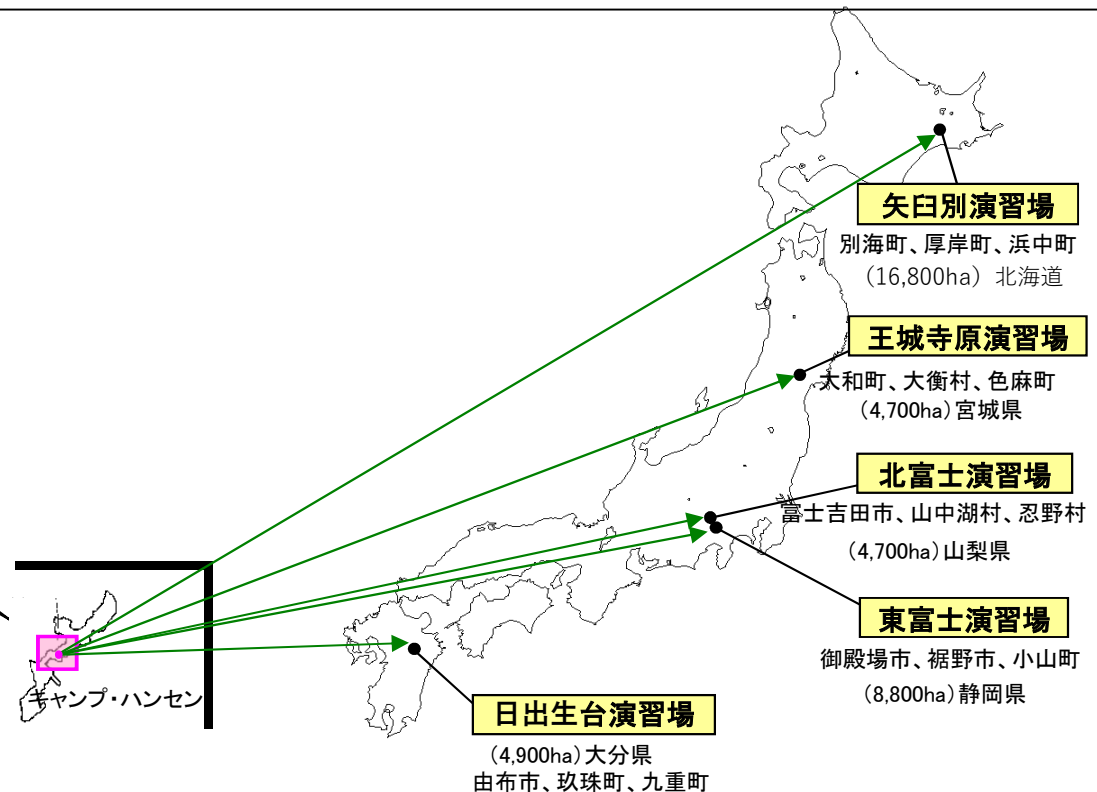 矢臼別演習場
別海町、厚岸町、浜中町
（16,800ha）北海道
王城寺原演習場
大和町、大衡村、色麻町
（4,700ha）宮城県
北富士演習場
富士吉田市、山中湖村、忍野村
（4,700ha）山梨県
東富士演習場
御殿場市、裾野市、小山町
（8,800ha）静岡県
キャンプ・ハンセン
日出生台演習場
（4,900ha）大分県
由布市、玖珠町、九重町